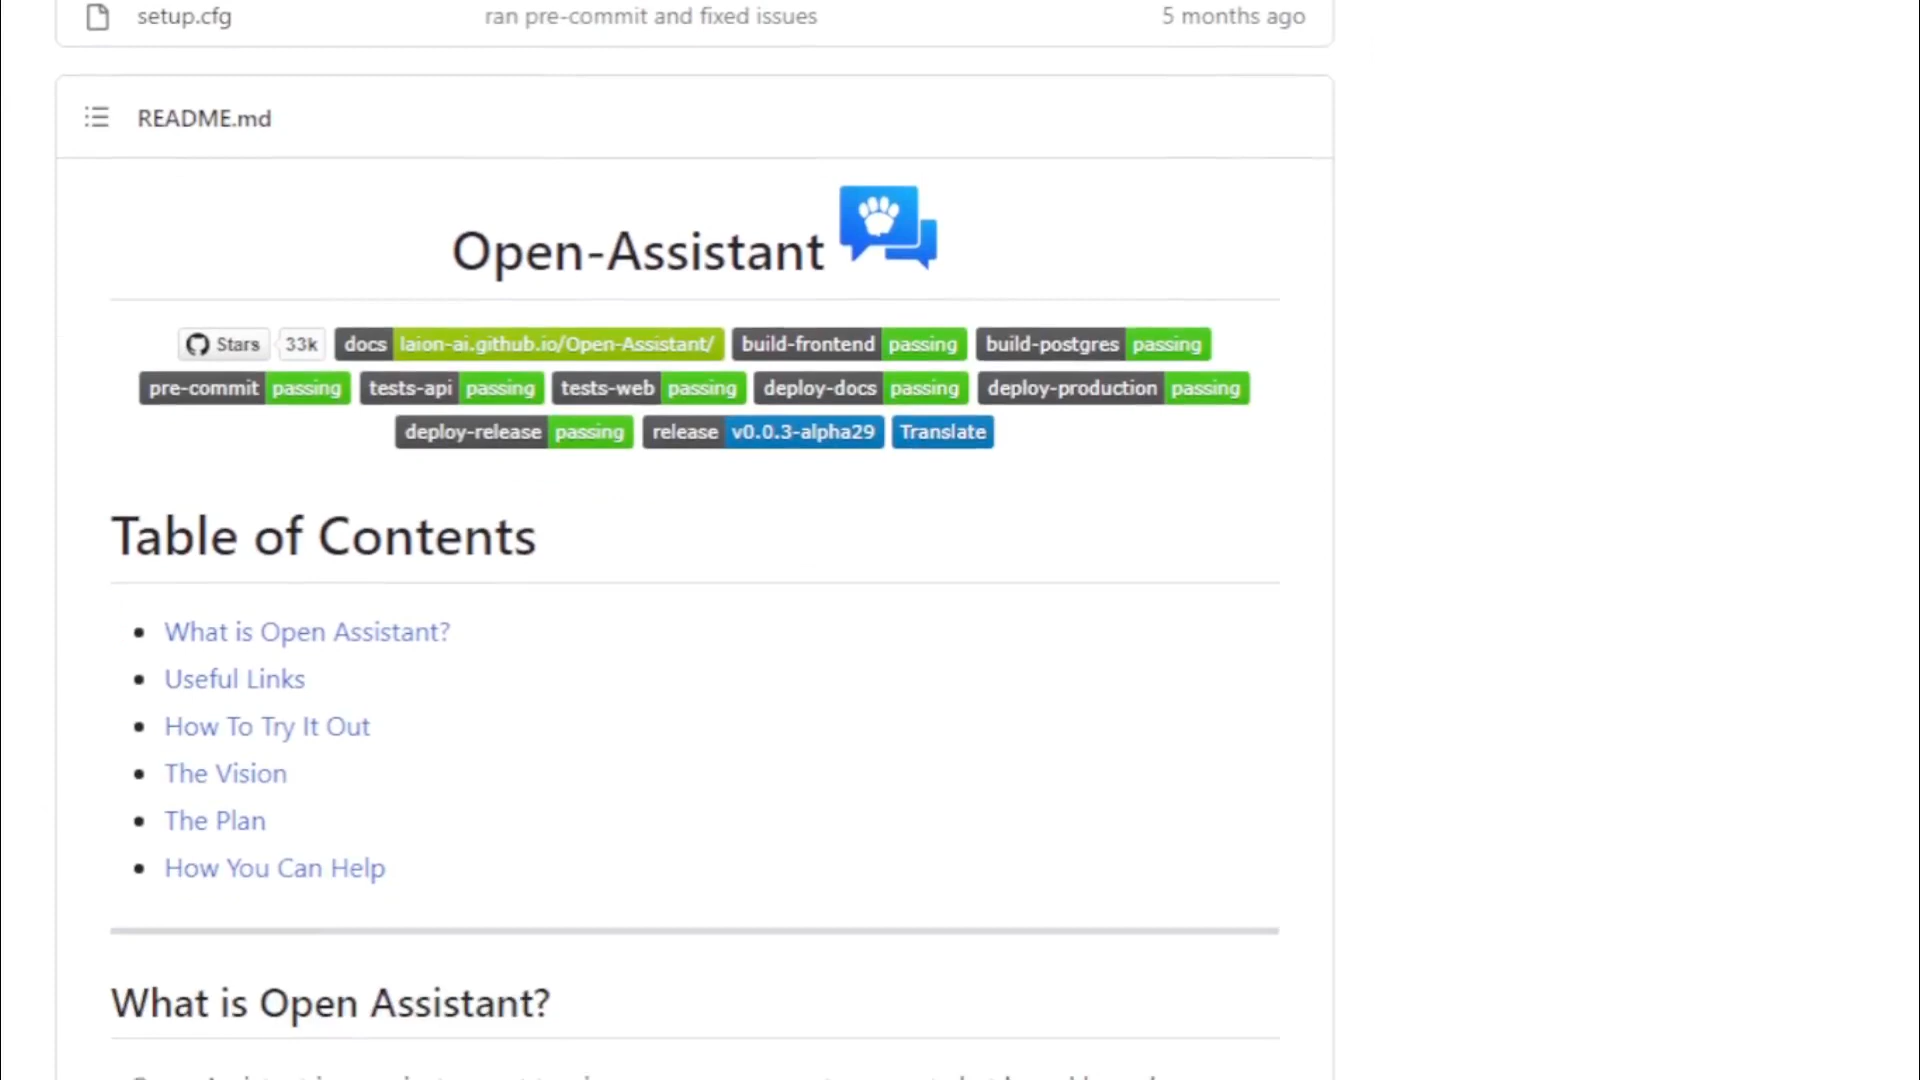 setup.cfg ran pre-commit and fixed issues 5 months ago
README.md
Open-Assistant
Stars 33k docs laion-ai.github.io/Open-Assistant/ build-frontend passing build-postgres passing
pre-commit passing tests-api passing tests-web passing deploy-docs passing deploy-production passing
deploy-release passing release v0.0.3-alpha29 Translate
Table of Contents
What is Open Assistant?
Useful Links
How To Try It Out
The Vision
The Plan
How You Can Help
What is Open Assistant?